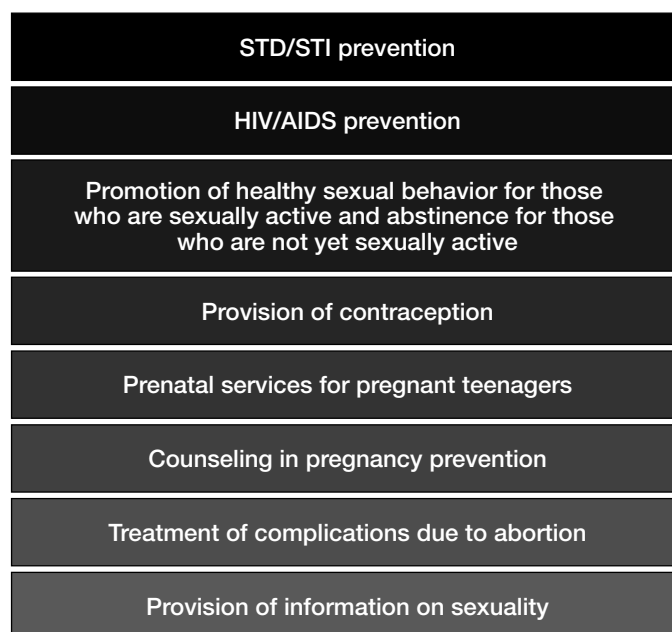 STD/STI prevention
HIV/AIDS prevention
Promotion of healthy sexual behavior for those
who are sexually active and abstinence for those
who are not yet sexually active
Provision of contraception
Prenatal services for pregnant teenagers
Counseling in pregnancy prevention
Treatment of complications due to abortion
Provision of information on sexuality